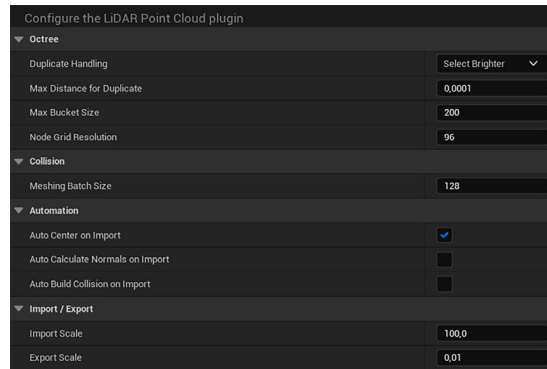 Configure the LiDAR Point Cloud plugin
Octree
Duplicate Handling Select Brighter
Max Distance for Duplicate 0,0001
Max Bucket Size 200
Node Grid Resolution 96
Collision
Meshing Batch Size 128
Automation
Auto Center on Import
Auto Calculate Normals on Import
Auto Build Collision on Import
Import / Export
Import Scale 100,0
Export Scale 0,01